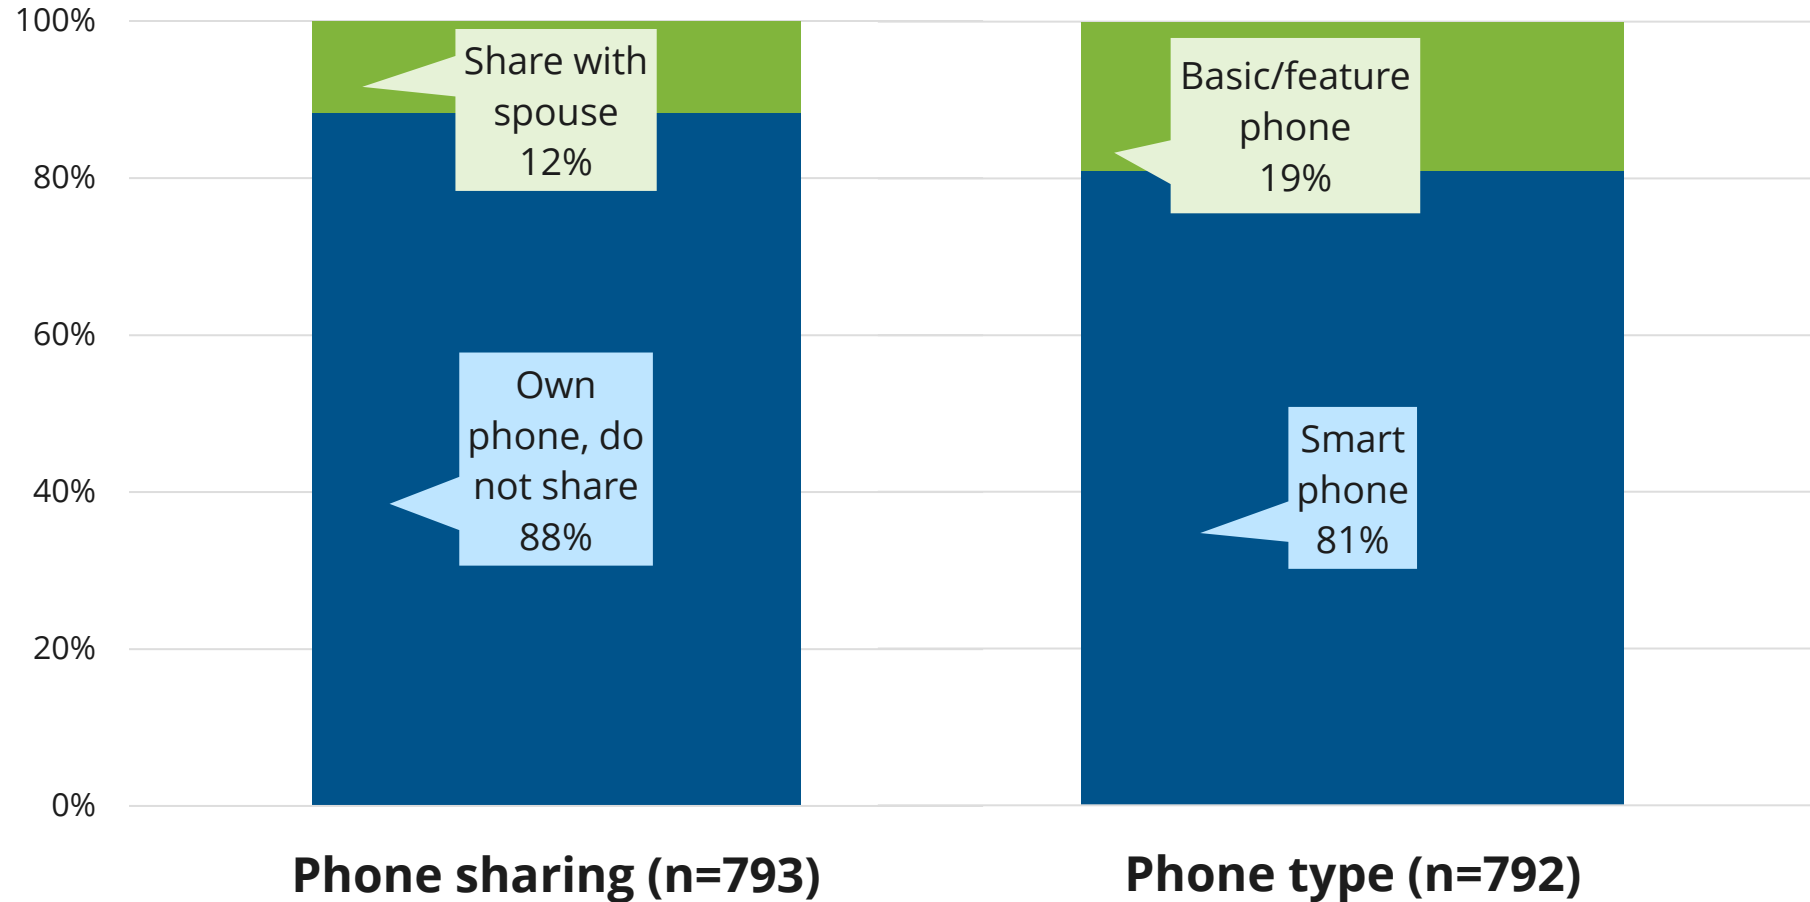 100%
80%
60%
40%
20%
0%
Share with
spouse
12%
Own
phone, do
not share
88%
Basic/feature
phone
19%
Smart
phone
81%
Phone sharing (n=793)
Phone type (n=792)